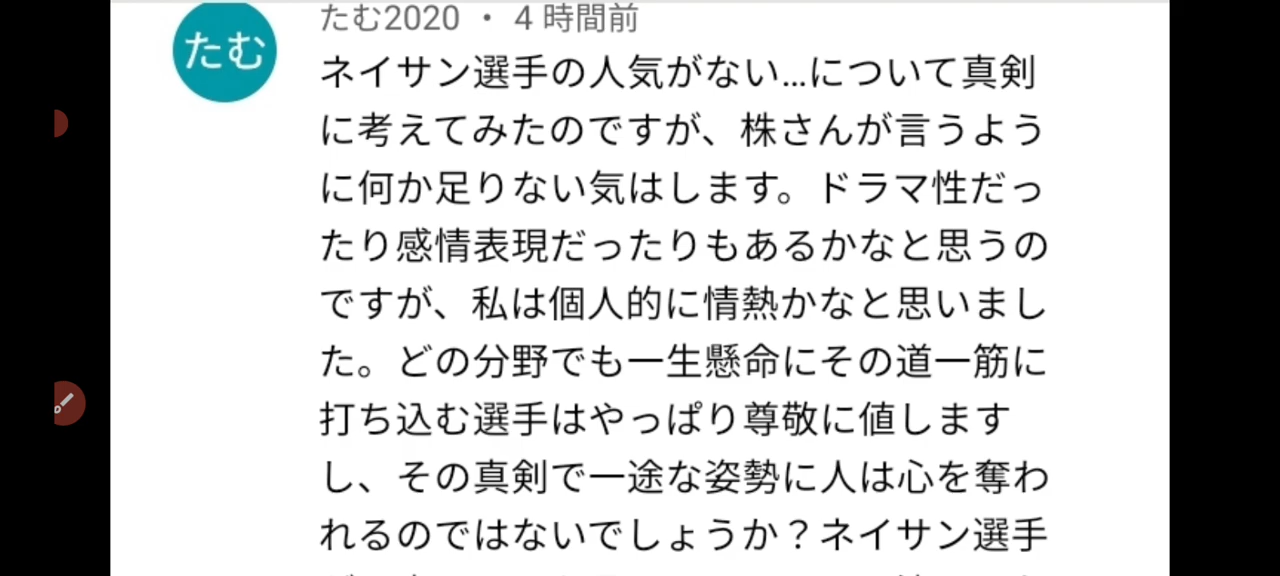 たむ
たむ2020 ・ 4 時間前
ネイサン選手の人気がない...について真剣
に考えてみたのですが、株さんが言うよう
に何か足りない気はします。ドラマ性だっ
たり感情表現だったりもあるかなと思うの
ですが、私は個人的に情熱かなと思いまし
た。どの分野でも一生懸命にその道一筋に
打ち込む選手はやっぱり尊敬に値します
し、その真剣で一途な姿勢に人は心を奪わ
れるのではないでしょうか？ネイサン選手